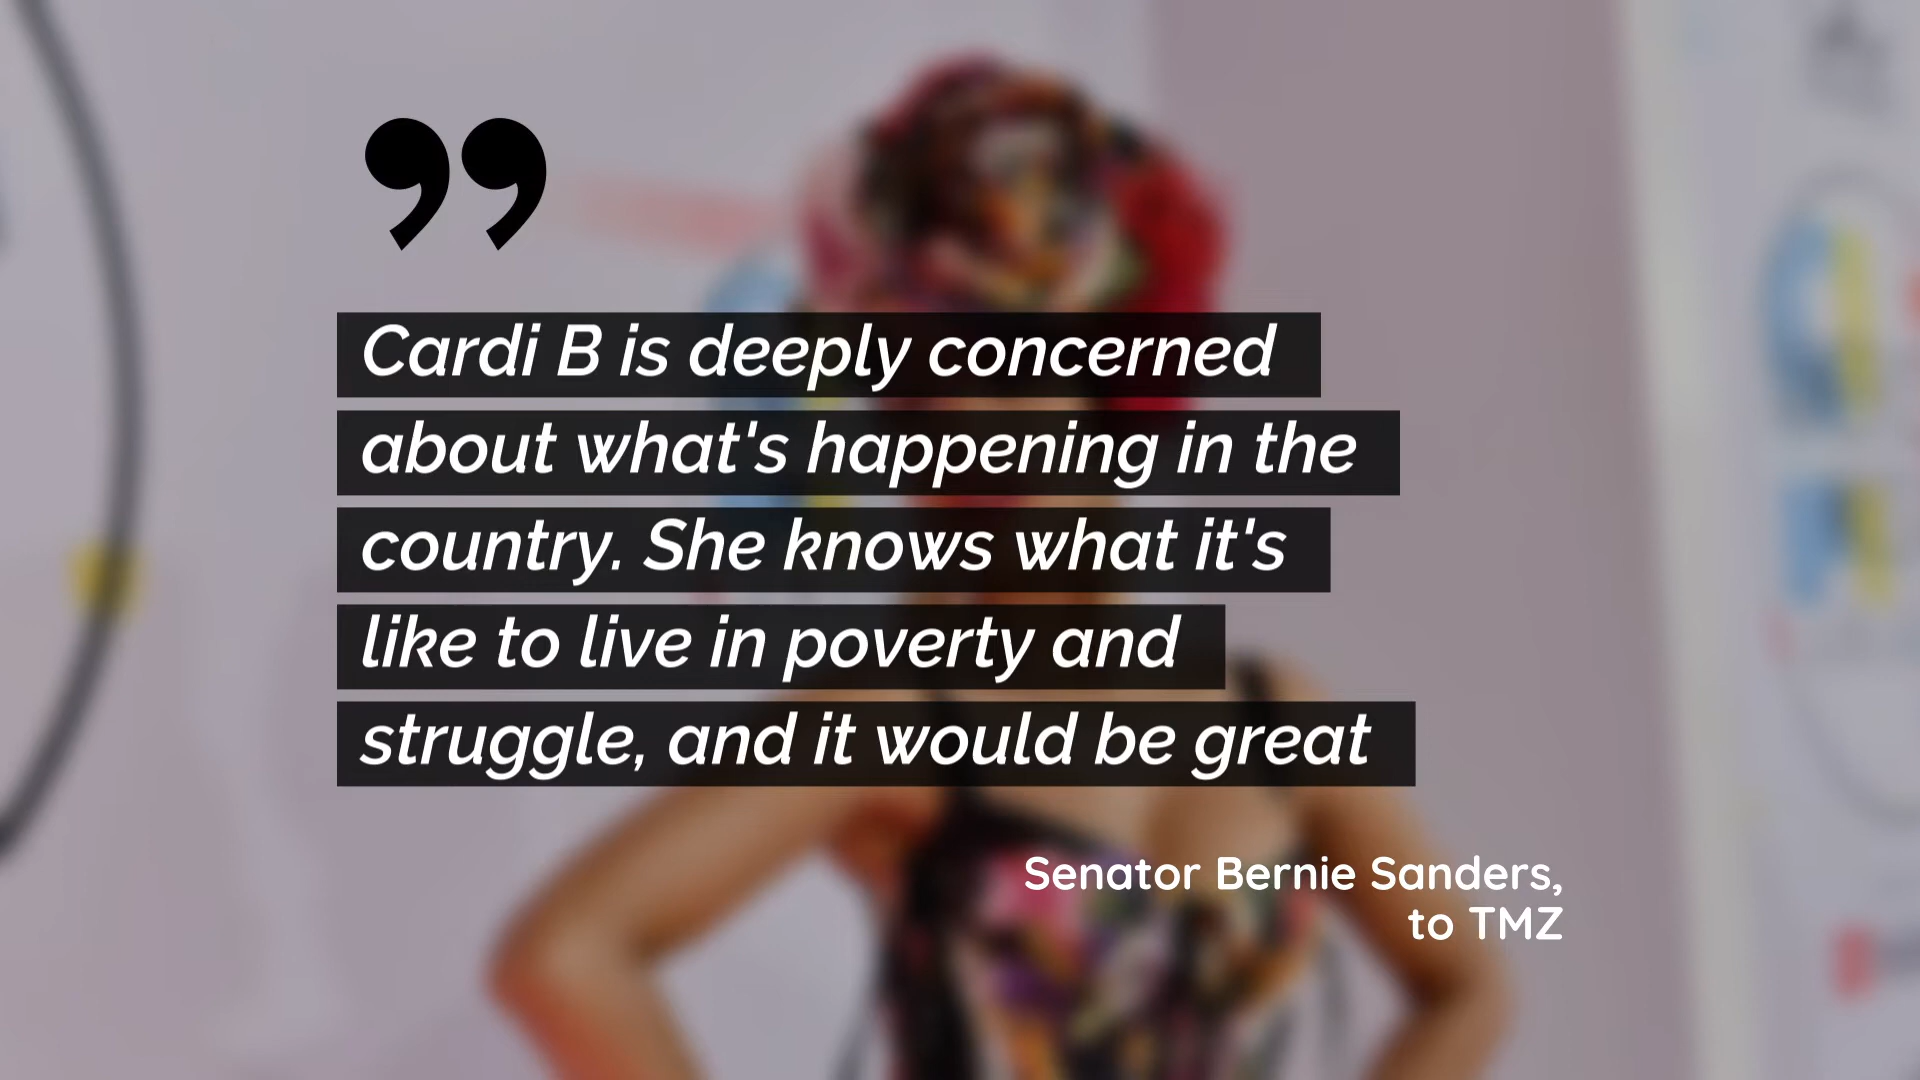 ”
Cardi B is deeply concerned
about what's happening in the
country. She knows what it's
like to live in poverty and
struggle, and it would be great
Senator Bernie Sanders,
to TMZ